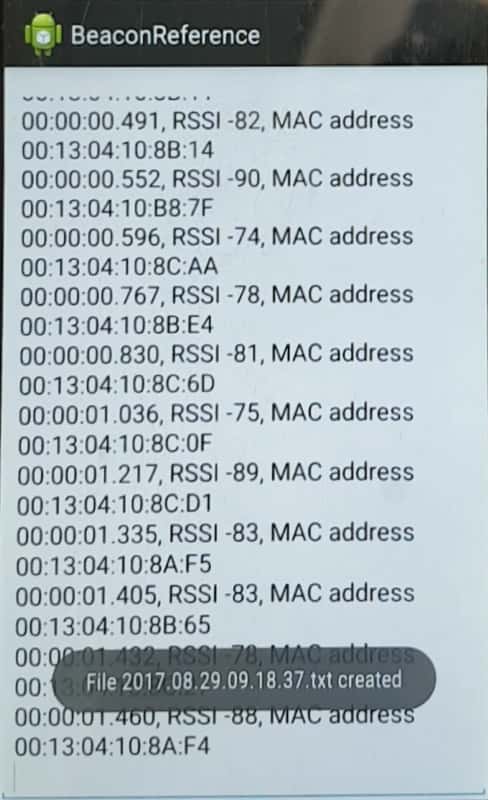 BeaconReference
00:00:00.491, RSSI -82, MAC address
00:13:04:10:8B:14
00:00:00.552, RSSI -90, MAC address
00:13:04:10:B8:7F
00:00:00.596, RSSI -74, MAC address
00:13:04:10:8C:AA
00:00:00.767, RSSI -78, MAC address
00:13:04:10:8B:E4
00:00:00.830, RSSI -81, MAC address
00:13:04:10:8C:6D
00:00:01.036, RSSI -75, MAC address
00:13:04:10:8C:0F
00:00:01.217, RSSI -89, MAC address
00:13:04:10:8C:D1
00:00:01.335, RSSI -83, MAC address
00:13:04:10:8A:F5
00:00:01.405, RSSI -83, MAC address
00:13:04:10:8B:65
00:00:01.432, RSSI -78, MAC address
File 2017.08.29.09.18.37.txt created
00:00:01.460, RSSI -88, MAC address
00:13:04:10:8A:F4